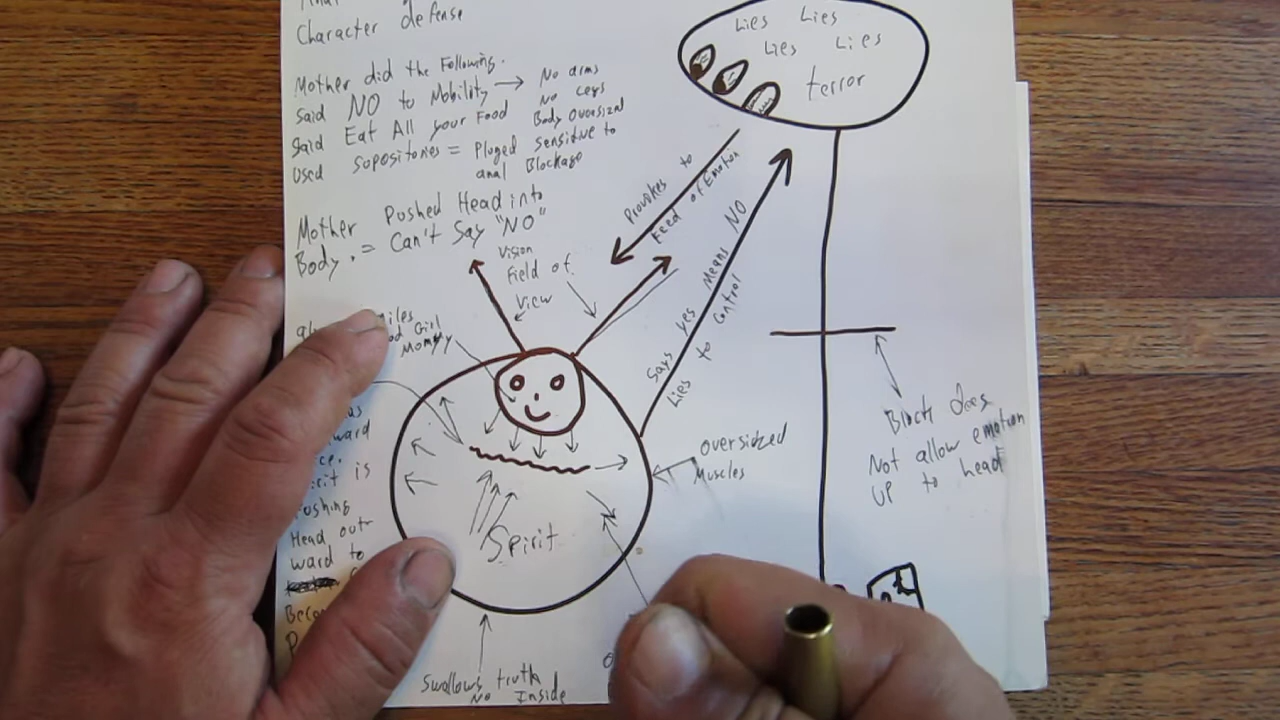 Character defense
Mother did the Following.
Said NO to Mobility → No arms
No Legs
Said Eat All your Food Body Oversized
Used Supositories = Pluged sensitive to
anal Blockage
Mother Pushed Head into
Body. = Can't Say "NO"
Vision
Field of
View
Lies Lies
Lies Lies
terror
Provokes to
Feed of Emotion
Says yes Means NO
Lies to Control
miles
Girl
Mommy
ward
is
ushing
Head out-
ward to
Spirit
oversized
Muscles
Block does
Not allow emotion
UP to head
Swallows truth
No Inside